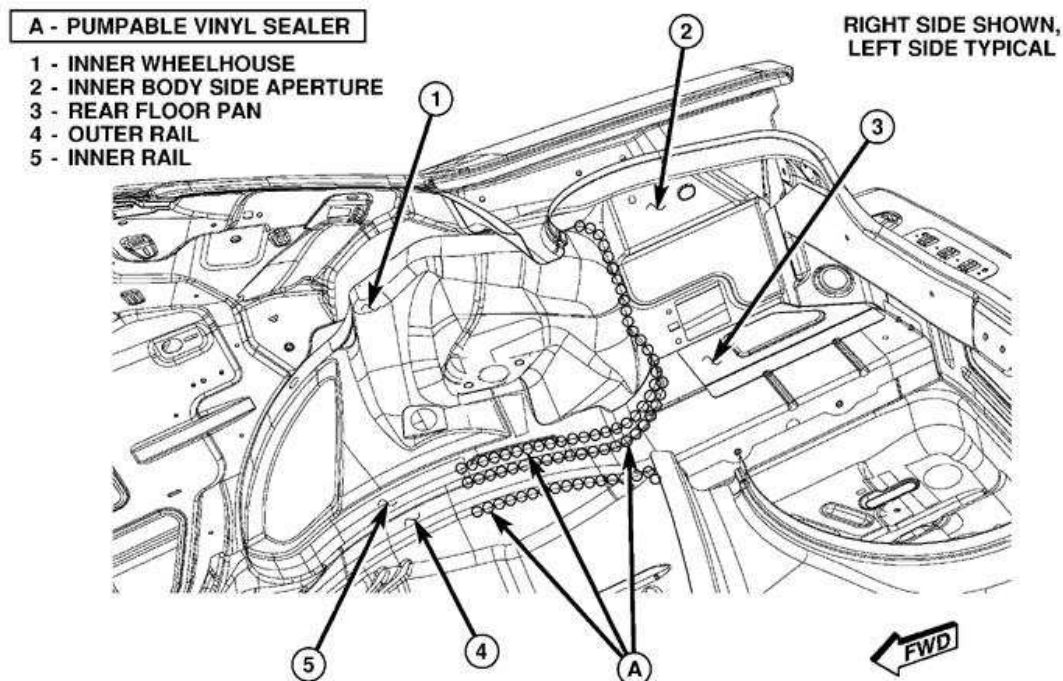 A - PUMPABLE VINYL SEALER
1 - INNER WHEELHOUSE
2 - INNER BODY SIDE APERTURE
3 - REAR FLOOR PAN
4 - OUTER RAIL
5 - INNER RAIL
RIGHT SIDE SHOWN,
LEFT SIDE TYPICAL
2
1
3
5
4
A
FWD